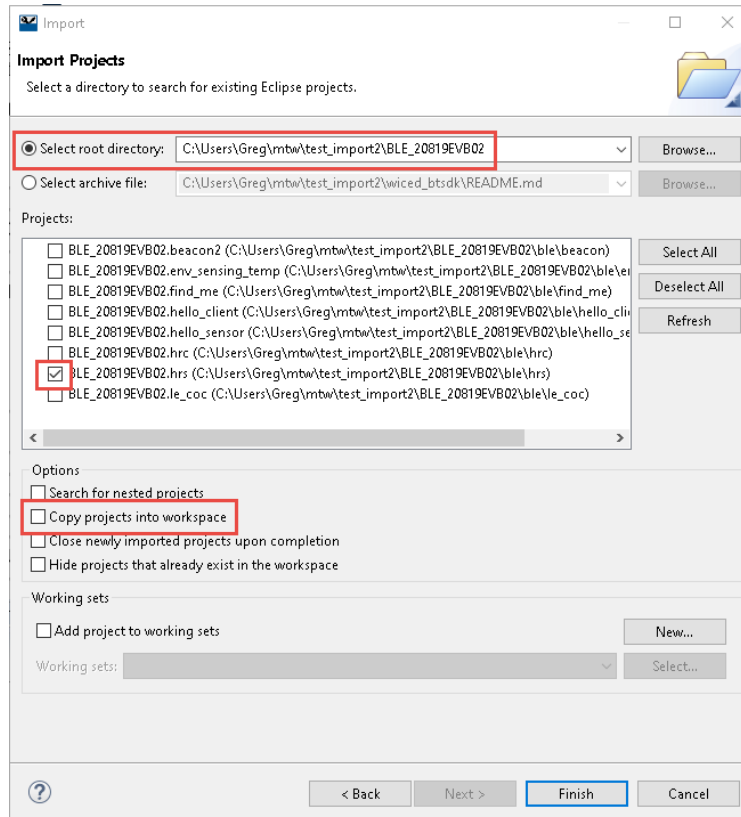 Import
Import Projects
Select a directory to search for existing Eclipse projects.
Select root directory: C:\Users\Greg\mtw\test_import2\BLE_20819EVB02 Browse...
Select archive file: C:\Users\Greg\mtw\test_import2\wiced_btsdk\README.md Browse...
Projects:
BLE_20819EVB02.beacon2 (C:\Users\Greg\mtw\test_import2\BLE_20819EVB02\ble\beacon) Select All
BLE_20819EVB02.env_sensing_temp (C:\Users\Greg\mtw\test_import2\BLE_20819EVB02\ble\er
BLE_20819EVB02.find_me (C:\Users\Greg\mtw\test_import2\BLE_20819EVB02\ble\find_me) Deselect All
BLE_20819EVB02.hello_client (C:\Users\Greg\mtw\test_import2\BLE_20819EVB02\ble\hello_clie
BLE_20819EVB02.hello_sensor (C:\Users\Greg\mtw\test_import2\BLE_20819EVB02\ble\hello_se Refresh
BLE_20819EVB02.hrc (C:\Users\Greg\mtw\test_import2\BLE_20819EVB02\ble\hrc)
BLE_20819EVB02.hrs (C:\Users\Greg\mtw\test_import2\BLE_20819EVB02\ble\hrs)
BLE_20819EVB02.le_coc (C:\Users\Greg\mtw\test_import2\BLE_20819EVB02\ble\le_coc)
Options
Search for nested projects
Copy projects into workspace
Close newly imported projects upon completion
Hide projects that already exist in the workspace
Working sets
Add project to working sets New...
Working sets: Select...
? < Back Next > Finish Cancel